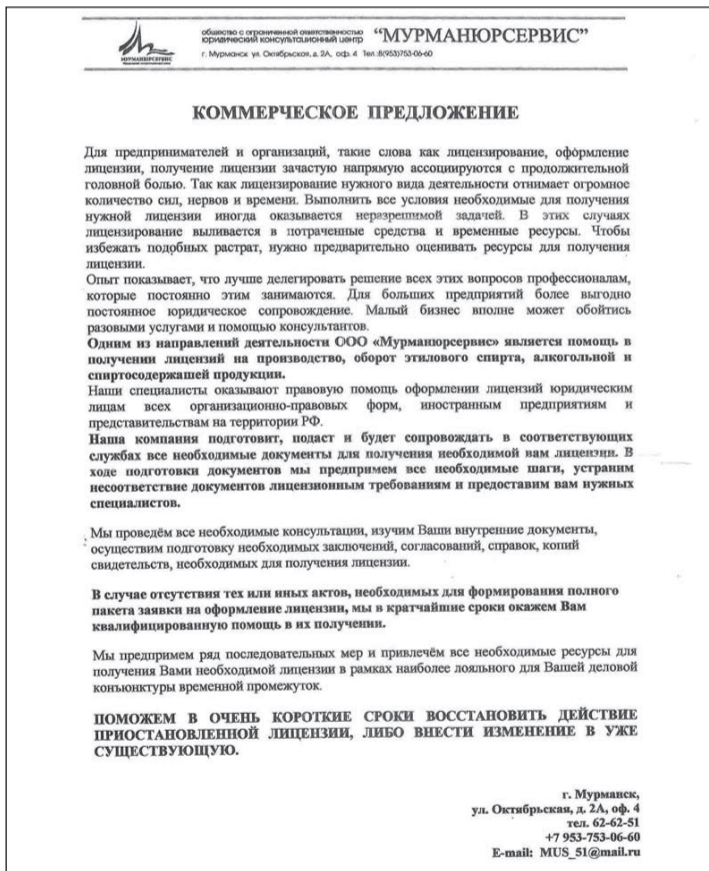 общество с ограниченной ответственностью
юридический консультационный центр "МУРМАНЮРСЕРВИС"
г. Мурманск ул. Октябрьская, д. 2А, оф. 4 Тел.:8(953)753-06-60
МУРМАНЮРСЕРВИС
КОММЕРЧЕСКОЕ ПРЕДЛОЖЕНИЕ
Для предпринимателей и организаций, такие слова как лицензирование, оформление
лицензии, получение лицензии зачастую напрямую ассоциируются с продолжительной
головной болью. Так как лицензирование нужного вида деятельности отнимает огромное
количество сил, нервов и времени. Выполнить все условия необходимые для получения
нужной лицензии иногда оказывается неразрешимой задачей. В этих случаях
лицензирование выливается в потраченные средства и временные ресурсы. Чтобы
избежать подобных растрат, нужно предварительно оценивать ресурсы для получения
лицензии.
Опыт показывает, что лучше делегировать решение всех этих вопросов профессионалам,
которые постоянно этим занимаются. Для больших предприятий более выгодно
постоянное юридическое сопровождение. Малый бизнес вполне может обойтись
разовыми услугами и помощью консультантов.
Одним из направлений деятельности ООО «Мурманюрсервис» является помощь в
получении лицензий на производство, оборот этилового спирта, алкогольной и
спиртосодержащей продукции.
Наши специалисты оказывают правовую помощь оформлении лицензий юридическим
лицам всех организационно-правовых форм, иностранным предприятиям и
представительствам на территории РФ.
Наша компания подготовит, подаст и будет сопровождать в соответствующих
службах все необходимые документы для получения необходимой вам лицензии. В
ходе подготовки документов мы предпримем все необходимые шаги, устраним
несоответствие документов лицензионным требованиям и предоставим вам нужных
специалистов.
Мы проведём все необходимые консультации, изучим Ваши внутренние документы,
осуществим подготовку необходимых заключений, согласований, справок, копий
свидетельств, необходимых для получения лицензии.
В случае отсутствия тех или иных актов, необходимых для формирования полного
пакета заявки на оформление лицензии, мы в кратчайшие сроки окажем Вам
квалифицированную помощь в их получении.
Мы предпримем ряд последовательных мер и привлечём все необходимые ресурсы для
получения Вами необходимой лицензии в рамках наиболее лояльного для Вашей деловой
конъюнктуры временной промежуток.
ПОМОЖЕМ В ОЧЕНЬ КОРОТКИЕ СРОКИ ВОССТАНОВИТЬ ДЕЙСТВИЕ
ПРИОСТАНОВЛЕННОЙ ЛИЦЕНЗИИ, ЛИБО ВНЕСТИ ИЗМЕНЕНИЕ В УЖЕ
СУЩЕСТВУЮЩУЮ.
г. Мурманск,
ул. Октябрьская, д. 2А, оф. 4
тел. 62-62-51
+7 953-753-06-60
E-mail: MUS_51@mail.ru